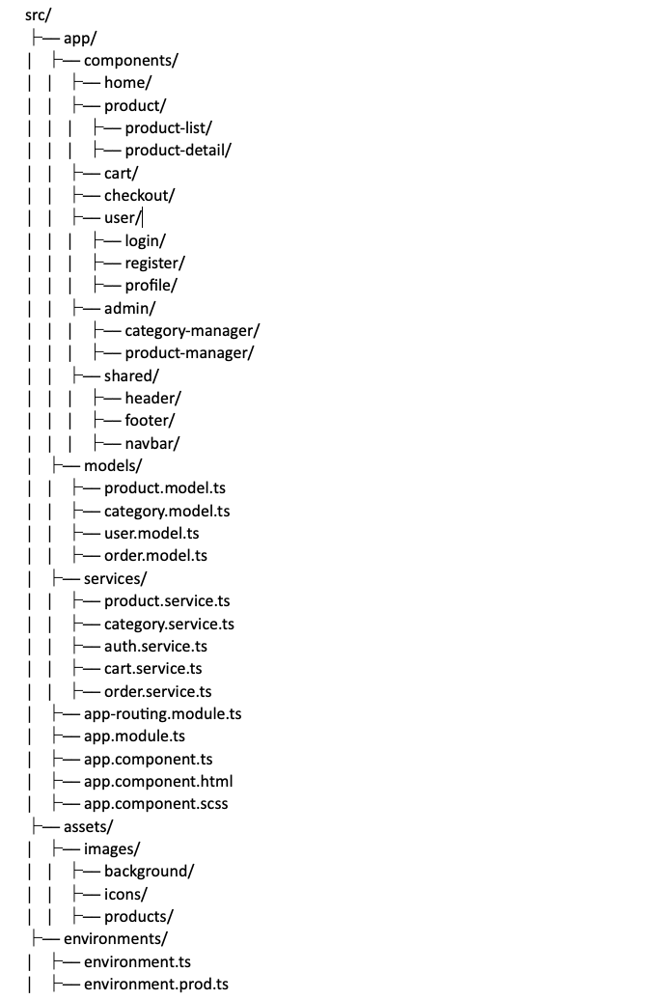 src/
├── app/
│ ├── components/
│ │ ├── home/
│ │ ├── product/
│ │ │ ├── product-list/
│ │ │ ├── product-detail/
│ │ ├── cart/
│ │ ├── checkout/
│ │ ├── user/
│ │ │ ├── login/
│ │ │ ├── register/
│ │ │ ├── profile/
│ │ ├── admin/
│ │ │ ├── category-manager/
│ │ │ ├── product-manager/
│ │ ├── shared/
│ │ │ ├── header/
│ │ │ ├── footer/
│ │ │ ├── navbar/
│ ├── models/
│ │ ├── product.model.ts
│ │ ├── category.model.ts
│ │ ├── user.model.ts
│ │ ├── order.model.ts
│ ├── services/
│ │ ├── product.service.ts
│ │ ├── category.service.ts
│ │ ├── auth.service.ts
│ │ ├── cart.service.ts
│ │ ├── order.service.ts
│ ├── app-routing.module.ts
│ ├── app.module.ts
│ ├── app.component.ts
│ ├── app.component.html
│ ├── app.component.scss
├── assets/
│ ├── images/
│ │ ├── background/
│ │ ├── icons/
│ │ ├── products/
├── environments/
│ ├── environment.ts
│ ├── environment.prod.ts